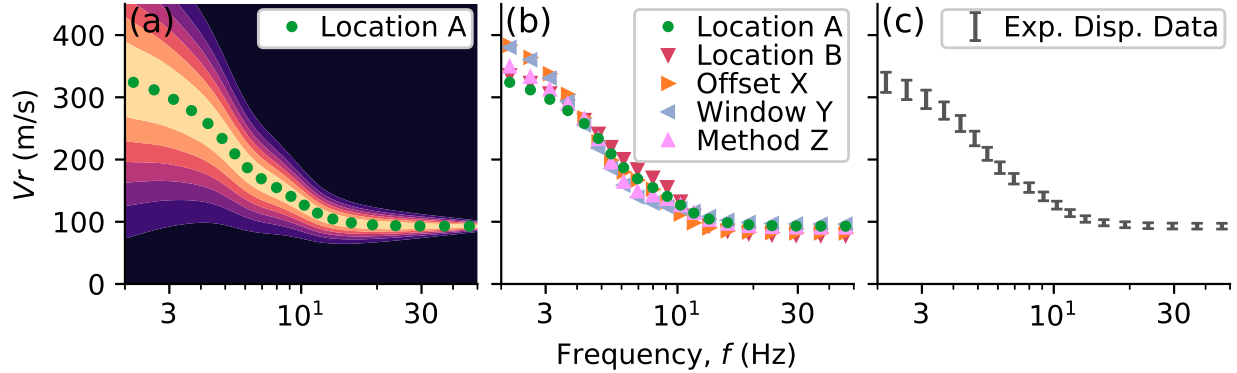 (a)
Location A
(b)
Location A
Location B
Offset X
Window Y
Method Z
(c)
Exp. Disp. Data
400
300
200
100
0
Vr (m/s)
3
10¹
30
3
10¹
30
3
10¹
30
Frequency, f (Hz)